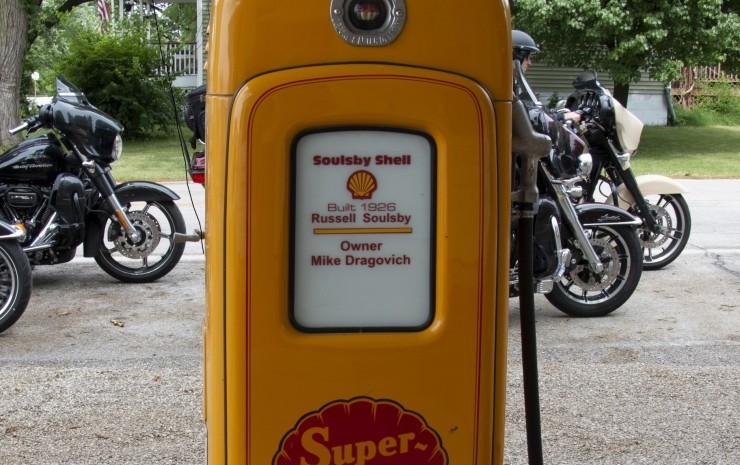 Soulsby Shell
Built 1926
Russell Soulsby
Owner
Mike Dragovich
Super-